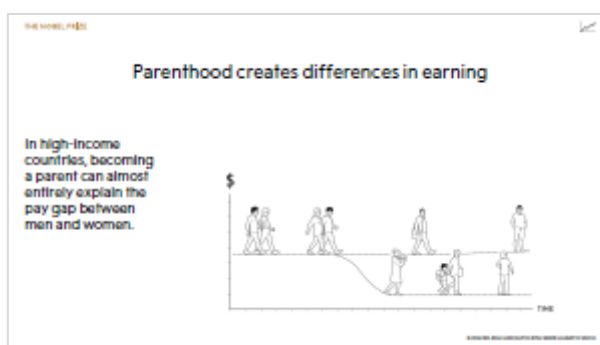 THE NOBEL PRIZE
Parenthood creates differences in earning
In high-income
countries, becoming
a parent can almost
entirely explain the
pay gap between
men and women.
$
TIME